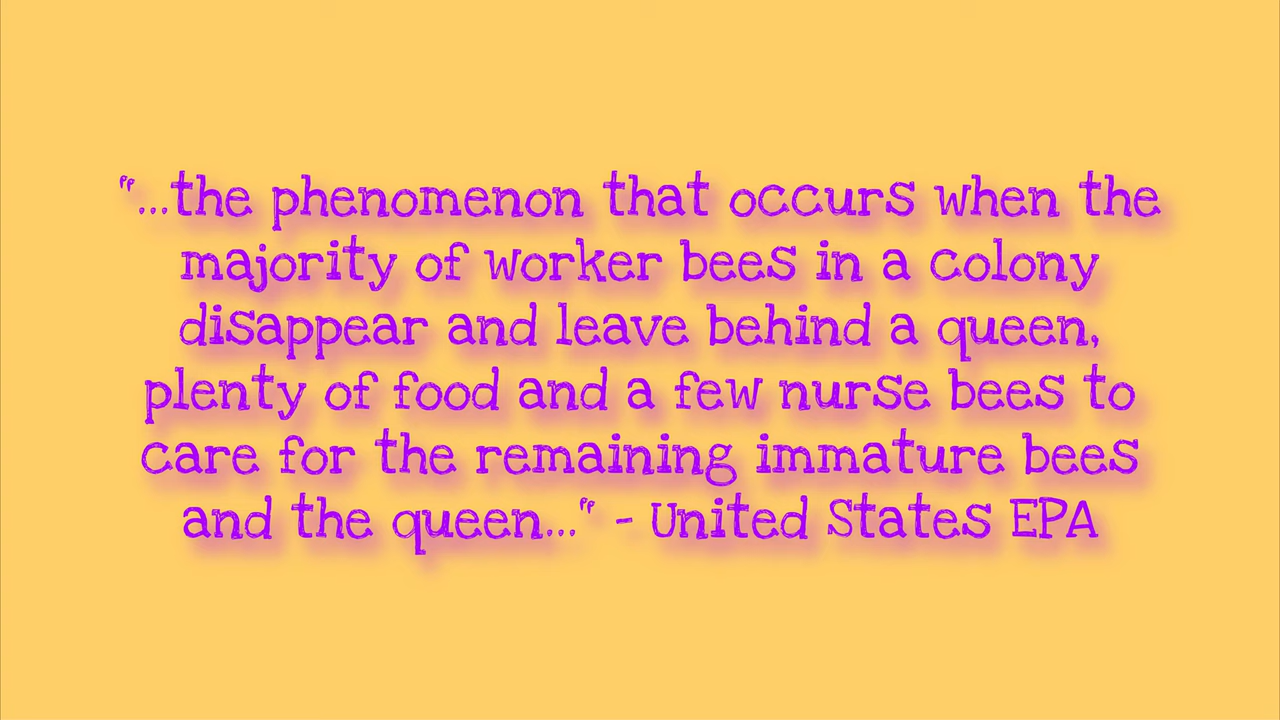 "...the phenomenon that occurs when the
majority of worker bees in a colony
disappear and leave behind a queen,
plenty of food and a few nurse bees to
care for the remaining immature bees
and the queen..." - United States EPA